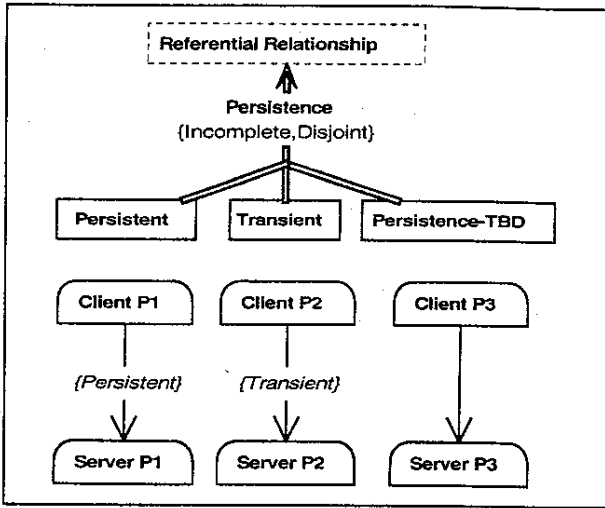 Referential Relationship
Persistence
{Incomplete,Disjoint}
Persistent Transient Persistence-TBD
Client P1 Client P2 Client P3
{Persistent} {Transient}
Server P1 Server P2 Server P3